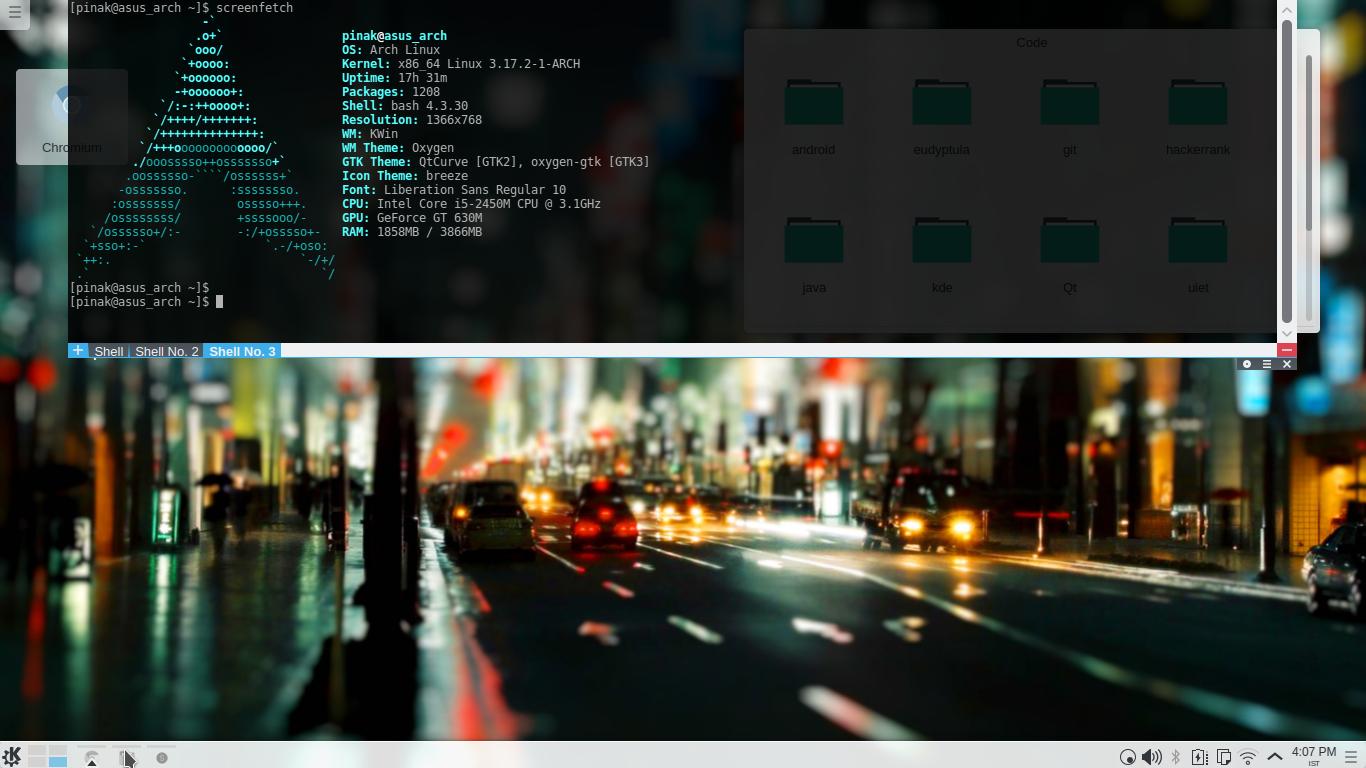 [pinak@asus_arch ~]$ screenfetch
pinak@asus_arch
OS: Arch Linux
Kernel: x86_64 Linux 3.17.2-1-ARCH
Uptime: 17h 31m
Packages: 1208
Shell: bash 4.3.30
Resolution: 1366x768
WM: KWin
WM Theme: Oxygen
GTK Theme: QtCurve [GTK2], oxygen-gtk [GTK3]
Icon Theme: breeze
Font: Liberation Sans Regular 10
CPU: Intel Core i5-2450M CPU @ 3.1GHz
GPU: GeForce GT 630M
RAM: 1858MB / 3866MB
[pinak@asus_arch ~]$
[pinak@asus_arch ~]$
Chromium
Code
android eudyptula git hackerrank
java kde Qt uiet
Shell Shell No. 2 Shell No. 3
4:07 PM
IST